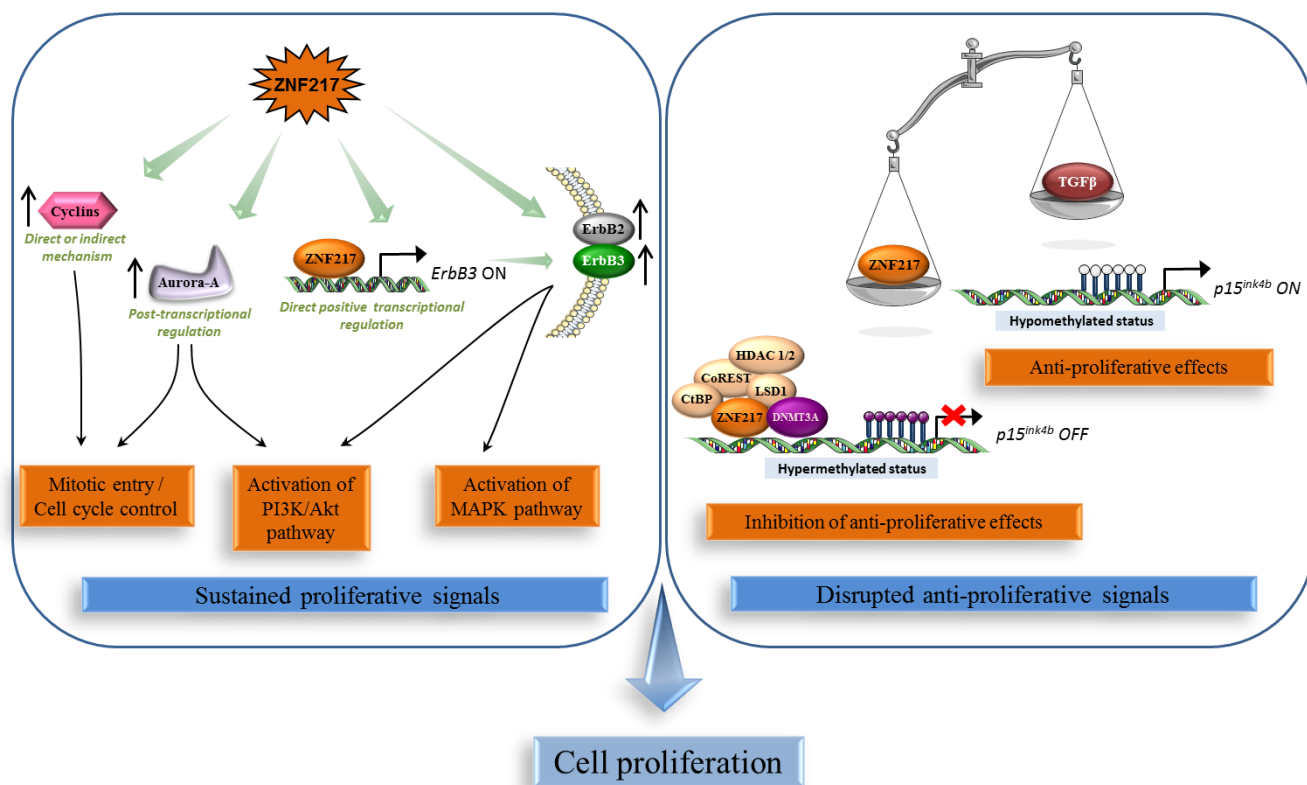 ZNF217
Cyclins
Direct or indirect
mechanism
Aurora-A
Post-transcriptional
regulation
ZNF217
ErbB3 ON
Direct positive transcriptional
regulation
ErbB2
ErbB3
Mitotic entry /
Cell cycle control
Activation of
PI3K/Akt
pathway
Activation of
MAPK pathway
Sustained proliferative signals
TGFβ
ZNF217
p15ink4b ON
Hypomethylated status
Anti-proliferative effects
HDAC 1/2
CoREST
LSD1
CtBP
ZNF217
DNMT3A
p15ink4b OFF
Hypermethylated status
Inhibition of anti-proliferative effects
Disrupted anti-proliferative signals
Cell proliferation